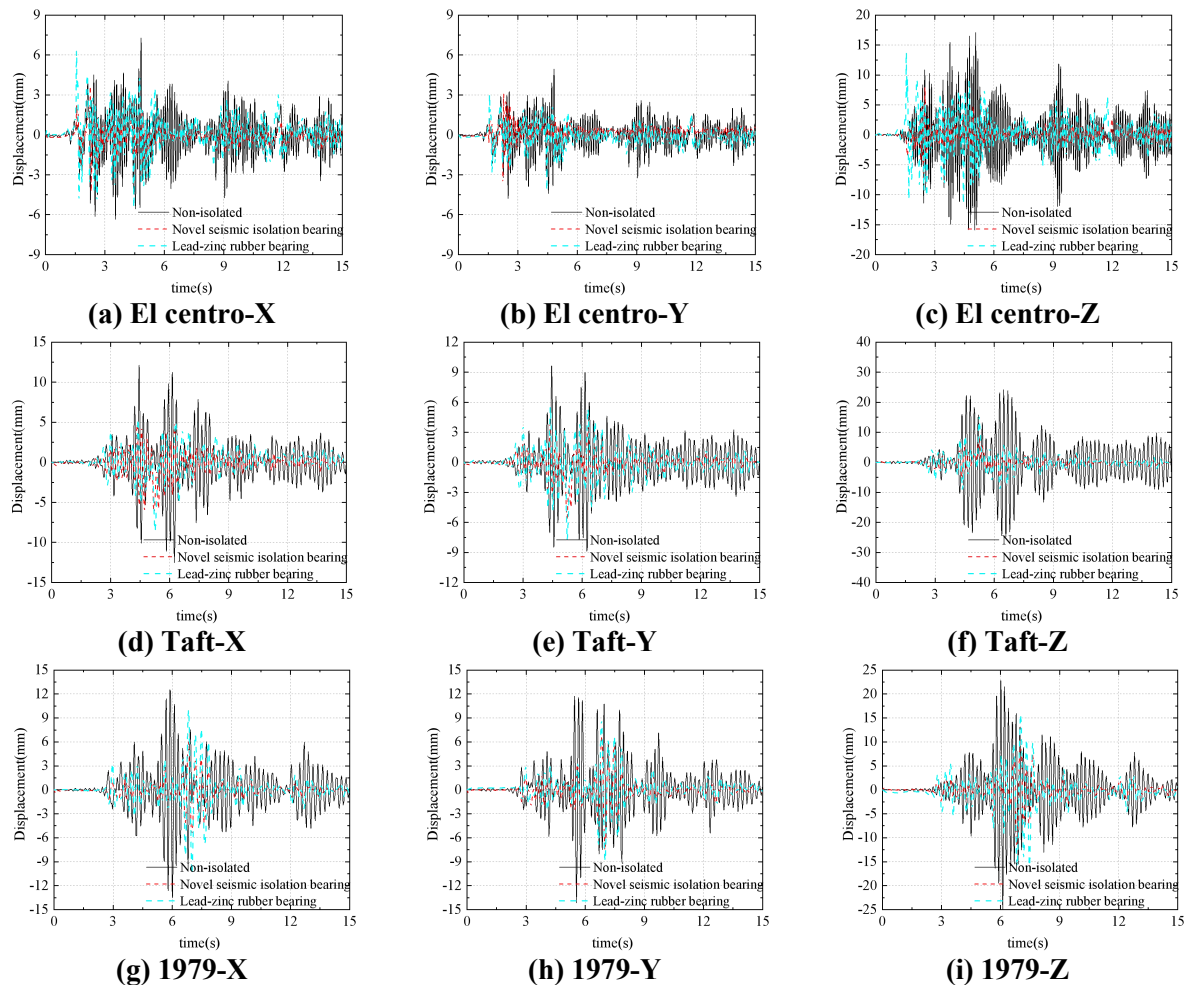 9
6
3
0
-3
-6
-9
Displacement(mm)
Non-isolated
Novel seismic isolation bearing
Lead-zinc rubber bearing
0 3 6 9 12 15
time(s)
(a) El centro-X
9
6
3
0
-3
-6
-9
Displacement(mm)
Non-isolated
Novel seismic isolation bearing
Lead-zinc rubber bearing
0 3 6 9 12 15
time(s)
(b) El centro-Y
20
15
10
5
0
-5
-10
-15
-20
Displacement(mm)
Non-isolated
Novel seismic isolation bearing
Lead-zinc rubber bearing
0 3 6 9 12 15
time(s)
(c) El centro-Z
15
10
5
0
-5
-10
-15
Displacement(mm)
Non-isolated
Novel seismic isolation bearing
Lead-zinc rubber bearing
0 3 6 9 12 15
time(s)
(d) Taft-X
12
9
6
3
0
-3
-6
-9
-12
Displacement(mm)
Non-isolated
Novel seismic isolation bearing
Lead-zinc rubber bearing
0 3 6 9 12 15
time(s)
(e) Taft-Y
40
30
20
10
0
-10
-20
-30
-40
Displacement(mm)
Non-isolated
Novel seismic isolation bearing
Lead-zinc rubber bearing
0 3 6 9 12 15
time(s)
(f) Taft-Z
15
12
9
6
3
0
-3
-6
-9
-12
-15
Displacement(mm)
Non-isolated
Novel seismic isolation bearing
Lead-zinc rubber bearing
0 3 6 9 12 15
time(s)
(g) 1979-X
15
12
9
6
3
0
-3
-6
-9
-12
-15
Displacement(mm)
Non-isolated
Novel seismic isolation bearing
Lead-zinc rubber bearing
0 3 6 9 12 15
time(s)
(h) 1979-Y
25
20
15
10
5
0
-5
-10
-15
-20
-25
Displacement(mm)
Non-isolated
Novel seismic isolation bearing
Lead-zinc rubber bearing
0 3 6 9 12 15
time(s)
(i) 1979-Z